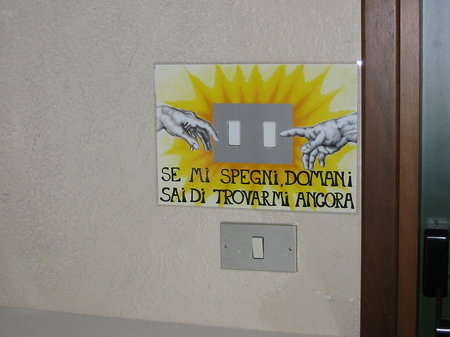 SE MI SPEGNI, DOMANI
SAI DI TROVARMI ANCORA